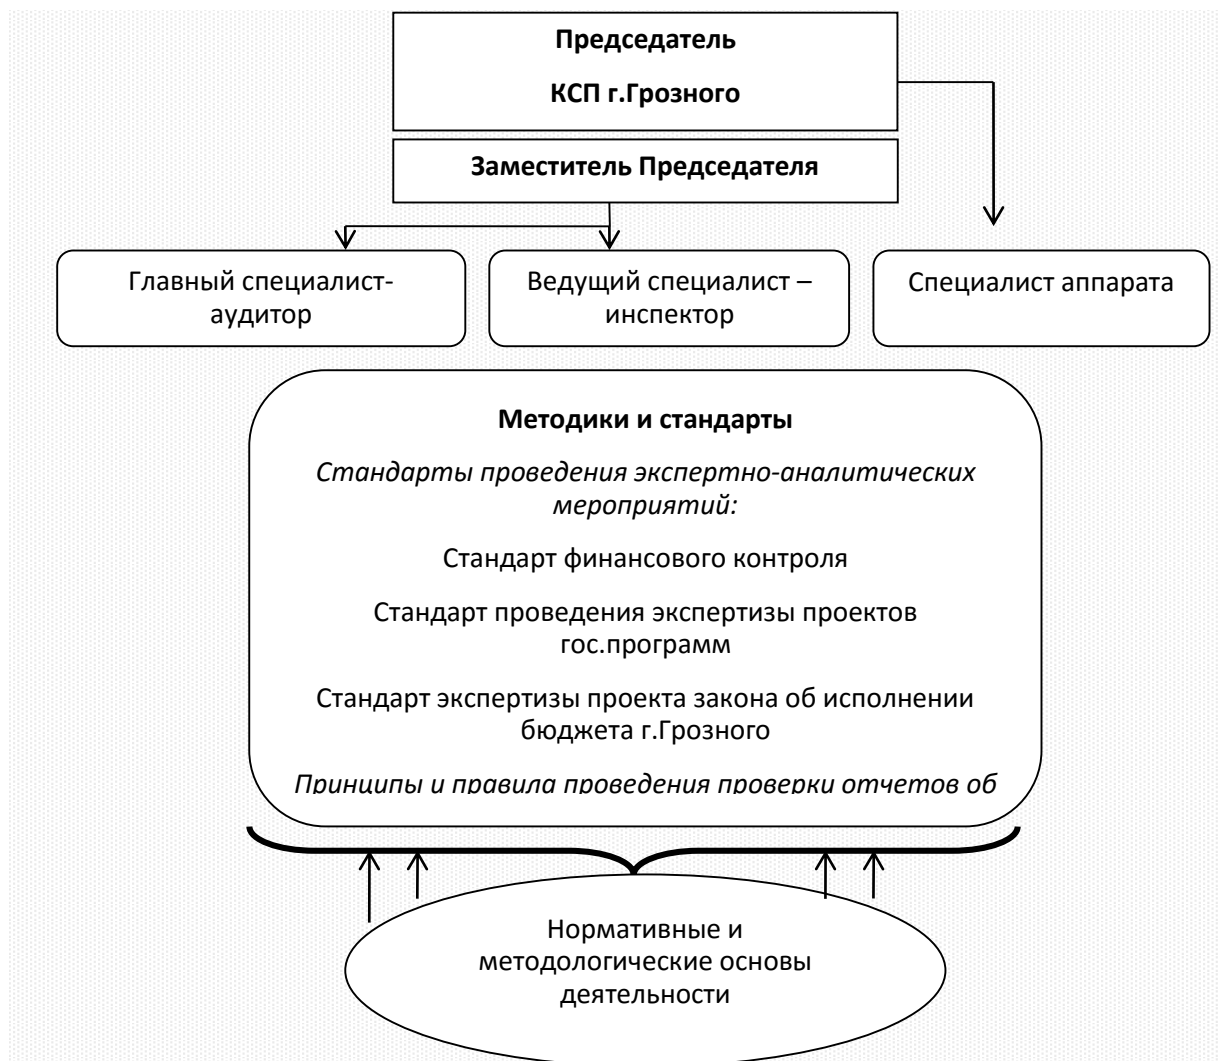 Председатель
КСП г.Грозного
Заместитель Председателя
Главный специалист-
аудитор
Ведущий специалист –
инспектор
Специалист аппарата
Методики и стандарты
Стандарты проведения экспертно-аналитических
мероприятий:
Стандарт финансового контроля
Стандарт проведения экспертизы проектов
гос.программ
Стандарт экспертизы проекта закона об исполнении
бюджета г.Грозного
Принципы и правила проведения проверки отчетов об
Нормативные и
методологические основы
деятельности